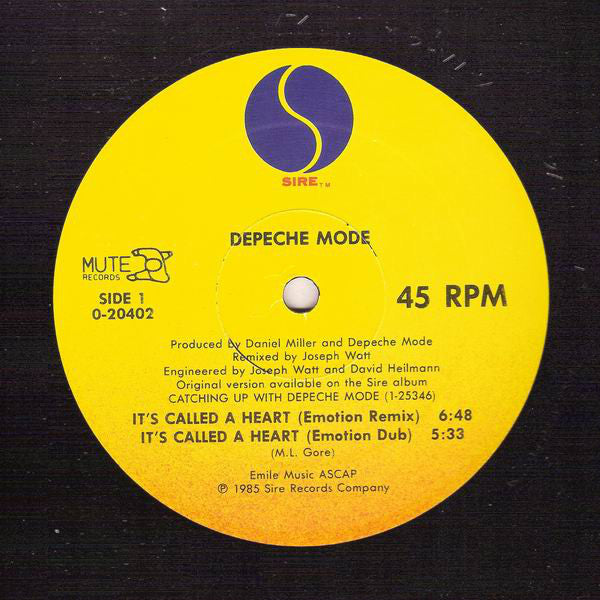 SIRE™
DEPECHE MODE
MUTE
RECORDS
SIDE 1
0-20402
45 RPM
Produced by Daniel Miller and Depeche Mode
Remixed by Joseph Watt
Engineered by Joseph Watt and David Heilmann
Original version available on the Sire album
CATCHING UP WITH DEPECHE MODE (1-25346)
IT'S CALLED A HEART (Emotion Remix) 6:48
IT'S CALLED A HEART (Emotion Dub) 5:33
(M.L. Gore)
Emile Music ASCAP
℗ 1985 Sire Records Company